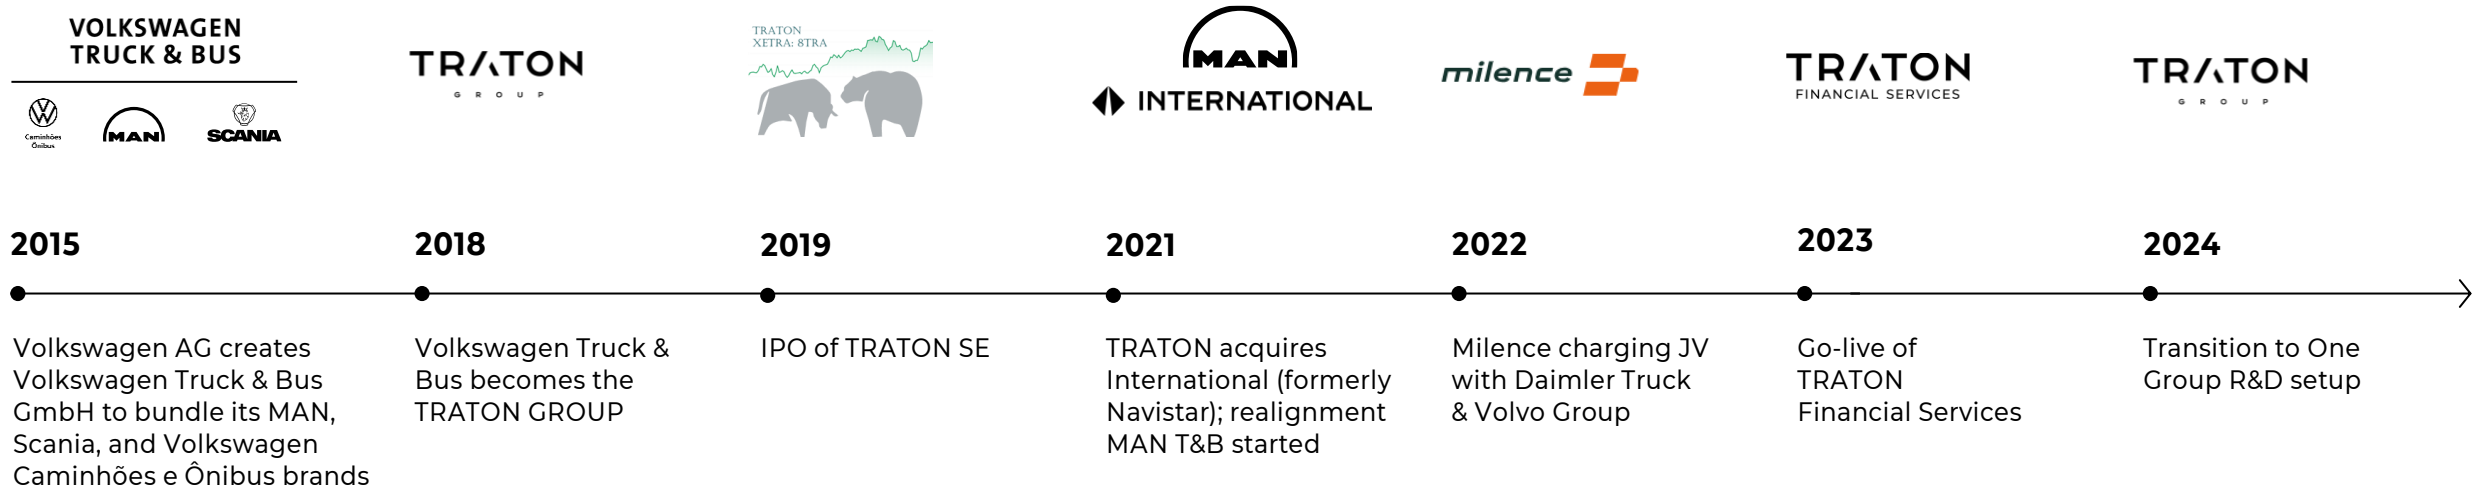 VOLKSWAGEN
TRUCK & BUS
Caminhões
Ônibus
MAN
SCANIA
TRATON
GROUP
TRATON
XETRA: 8TRA
MAN
INTERNATIONAL
milence
TRATON
FINANCIAL SERVICES
TRATON
GROUP
2015
2018
2019
2021
2022
2023
2024
Volkswagen AG creates
Volkswagen Truck & Bus
GmbH to bundle its MAN,
Scania, and Volkswagen
Caminhões e Ônibus brands
Volkswagen Truck &
Bus becomes the
TRATON GROUP
IPO of TRATON SE
TRATON acquires
International (formerly
Navistar); realignment
MAN T&B started
Milence charging JV
with Daimler Truck
& Volvo Group
Go-live of
TRATON
Financial Services
Transition to One
Group R&D setup